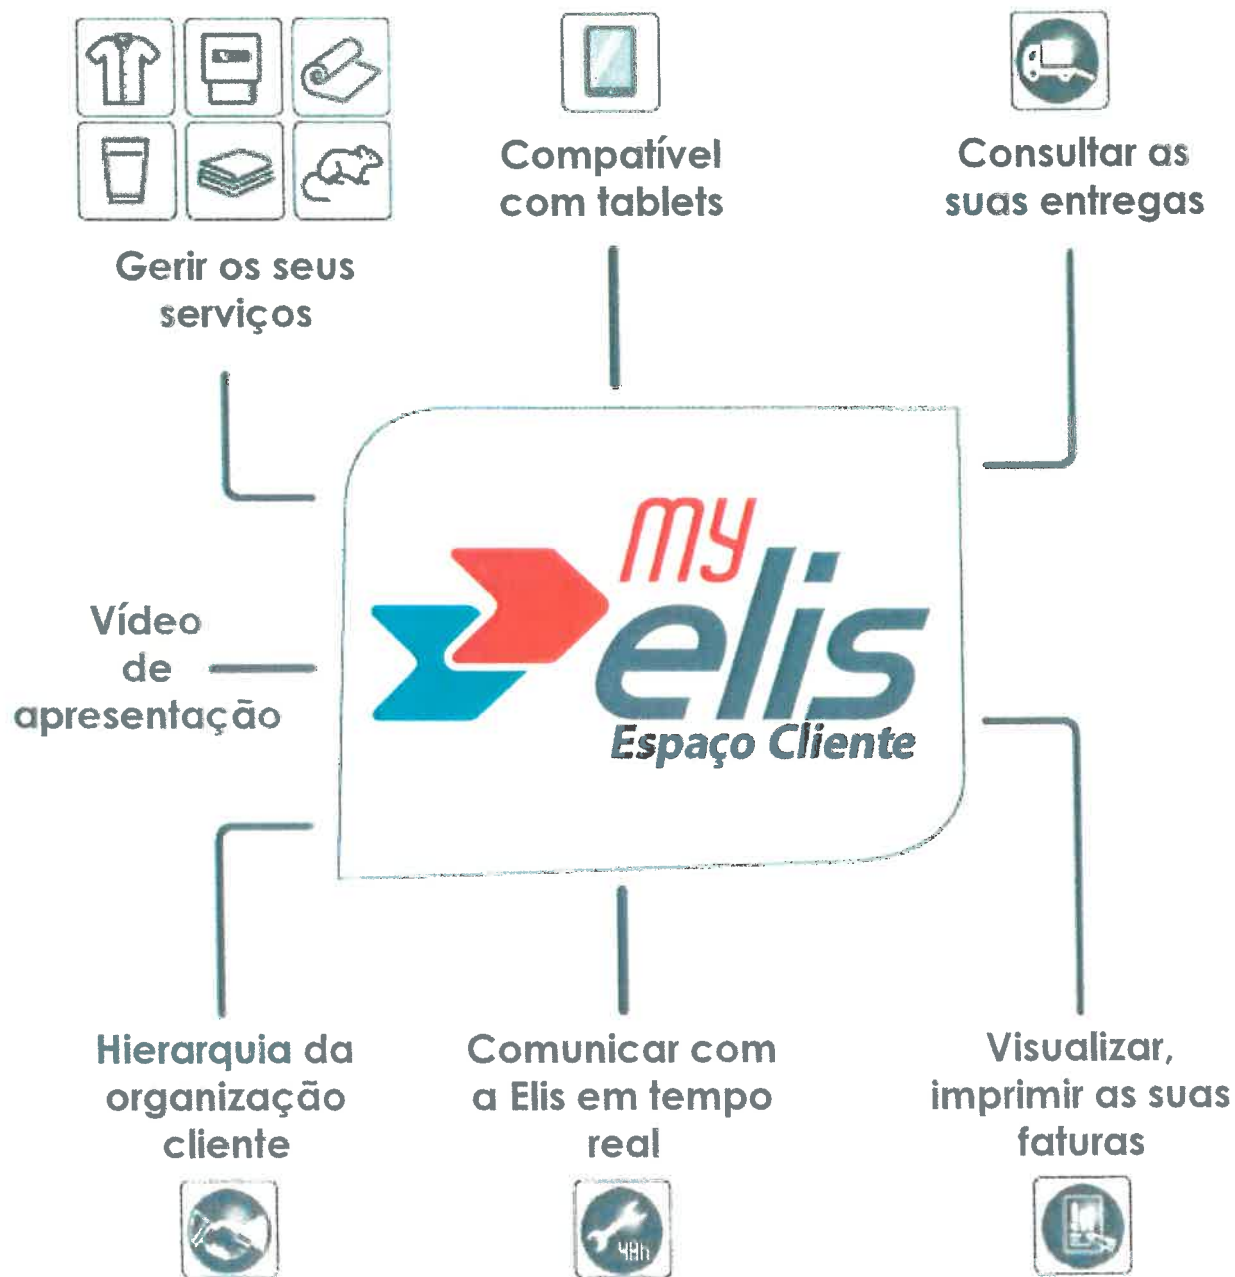 Compatível
com tablets
Consultar as
suas entregas
Gerir os seus
serviços
my
elis
Espaço Cliente
Vídeo
de
apresentação
Hierarquia da
organização
cliente
Comunicar com
a Elis em tempo
real
Visualizar,
imprimir as suas
faturas
48h